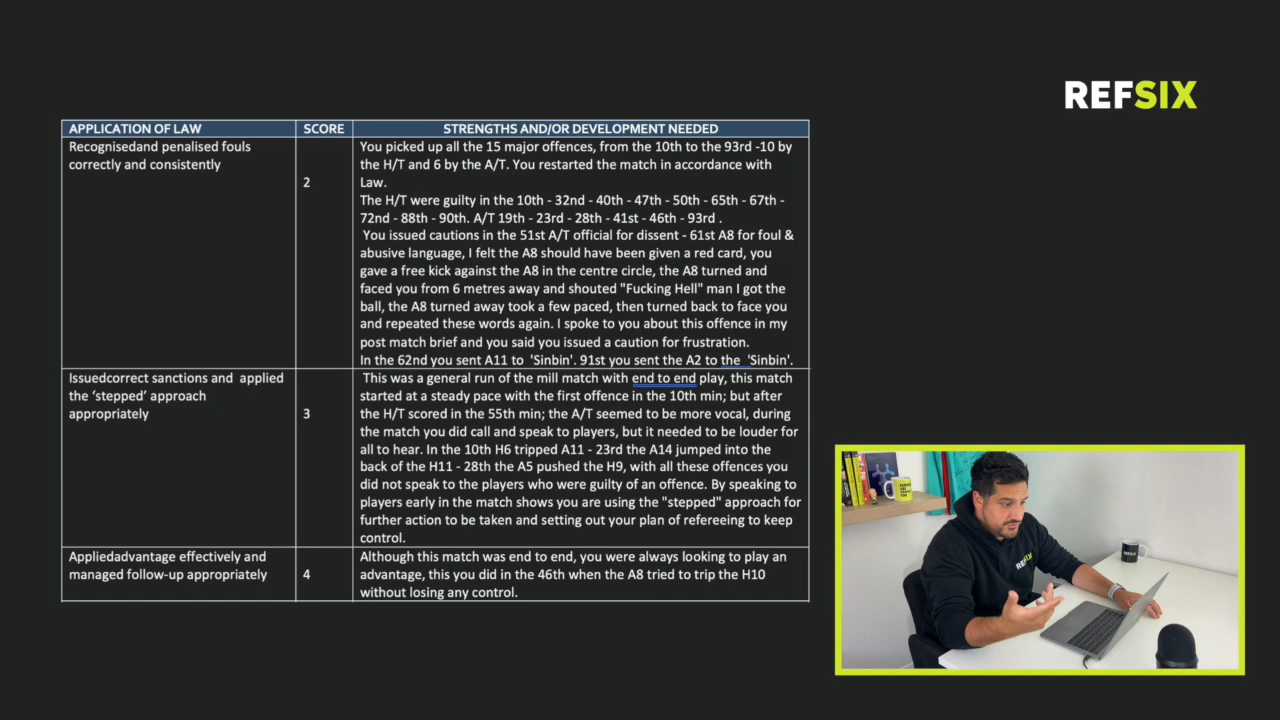 REFSIX
APPLICATION OF LAW
SCORE
STRENGTHS AND/OR DEVELOPMENT NEEDED
Recognisedand penalised fouls
correctly and consistently
2
You picked up all the 15 major offences, from the 10th to the 93rd -10 by
the H/T and 6 by the A/T. You restarted the match in accordance with
Law.
The H/T were guilty in the 10th - 32nd - 40th - 47th - 50th - 65th - 67th -
72nd - 88th - 90th. A/T 19th - 23rd - 28th - 41st - 46th - 93rd .
You issued cautions in the 51st A/T official for dissent - 61st A8 for foul &
abusive language, I felt the A8 should have been given a red card, you
gave a free kick against the A8 in the centre circle, the A8 turned and
faced you from 6 metres away and shouted "Fucking Hell" man I got the
ball, the A8 turned away took a few paced, then turned back to face you
and repeated these words again. I spoke to you about this offence in my
post match brief and you said you issued a caution for frustration.
In the 62nd you sent A11 to 'Sinbin'. 91st you sent the A2 to the 'Sinbin'.
Issuedcorrect sanctions and applied
the ‘stepped’ approach
appropriately
3
This was a general run of the mill match with end to end play, this match
started at a steady pace with the first offence in the 10th min; but after
the H/T scored in the 55th min; the A/T seemed to be more vocal, during
the match you did call and speak to players, but it needed to be louder for
all to hear. In the 10th H6 tripped A11 - 23rd the A14 jumped into the
back of the H11 - 28th the A5 pushed the H9, with all these offences you
did not speak to the players who were guilty of an offence. By speaking to
players early in the match shows you are using the "stepped" approach for
further action to be taken and setting out your plan of refereeing to keep
control.
Appliedadvantage effectively and
managed follow-up appropriately
4
Although this match was end to end, you were always looking to play an
advantage, this you did in the 46th when the A8 tried to trip the H10
without losing any control.
REFSIX
REFSIX